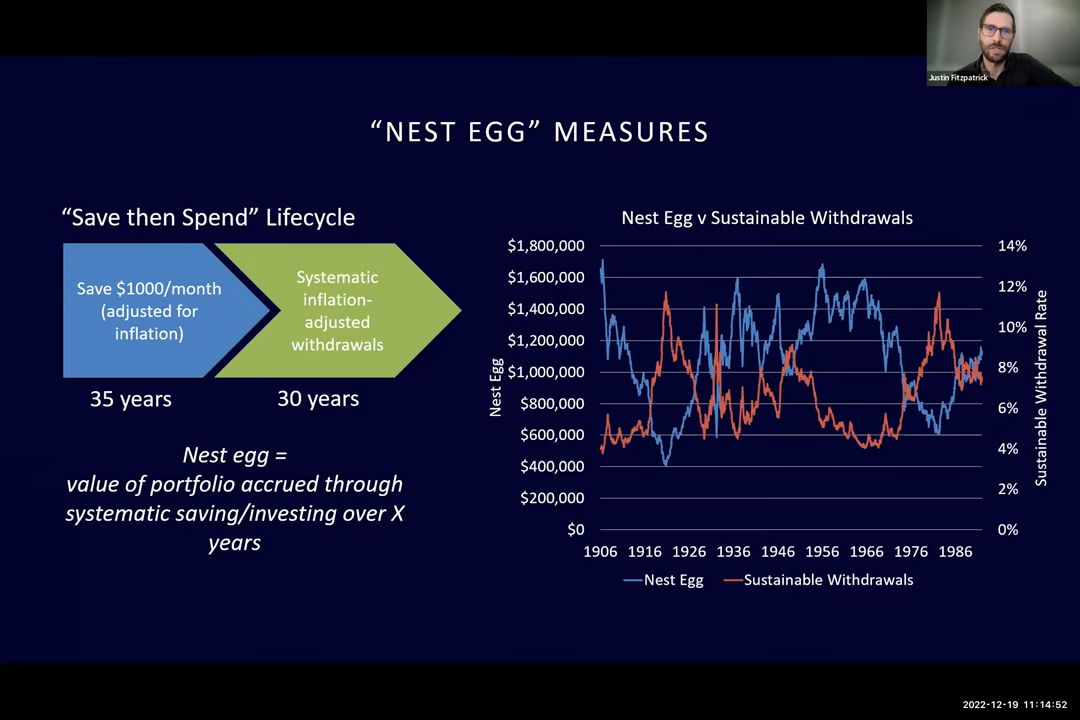 Justin Fitzpatrick
“NEST EGG” MEASURES
“Save then Spend” Lifecycle
Save $1000/month
(adjusted for
inflation)
Systematic
inflation-
adjusted
withdrawals
35 years
30 years
Nest egg =
value of portfolio accrued through
systematic saving/investing over X
years
Nest Egg v Sustainable Withdrawals
Nest Egg
$1,800,000
$1,600,000
$1,400,000
$1,200,000
$1,000,000
$800,000
$600,000
$400,000
$200,000
$0
14%
12%
10%
8%
6%
4%
2%
0%
Sustainable Withdrawal Rate
1906 1916 1926 1936 1946 1956 1966 1976 1986
Nest Egg
Sustainable Withdrawals
2022-12-19 11:14:52